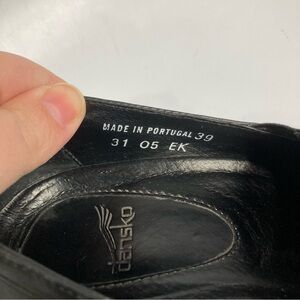 MADE IN PORTUGAL 39
31 05 EK
dansko